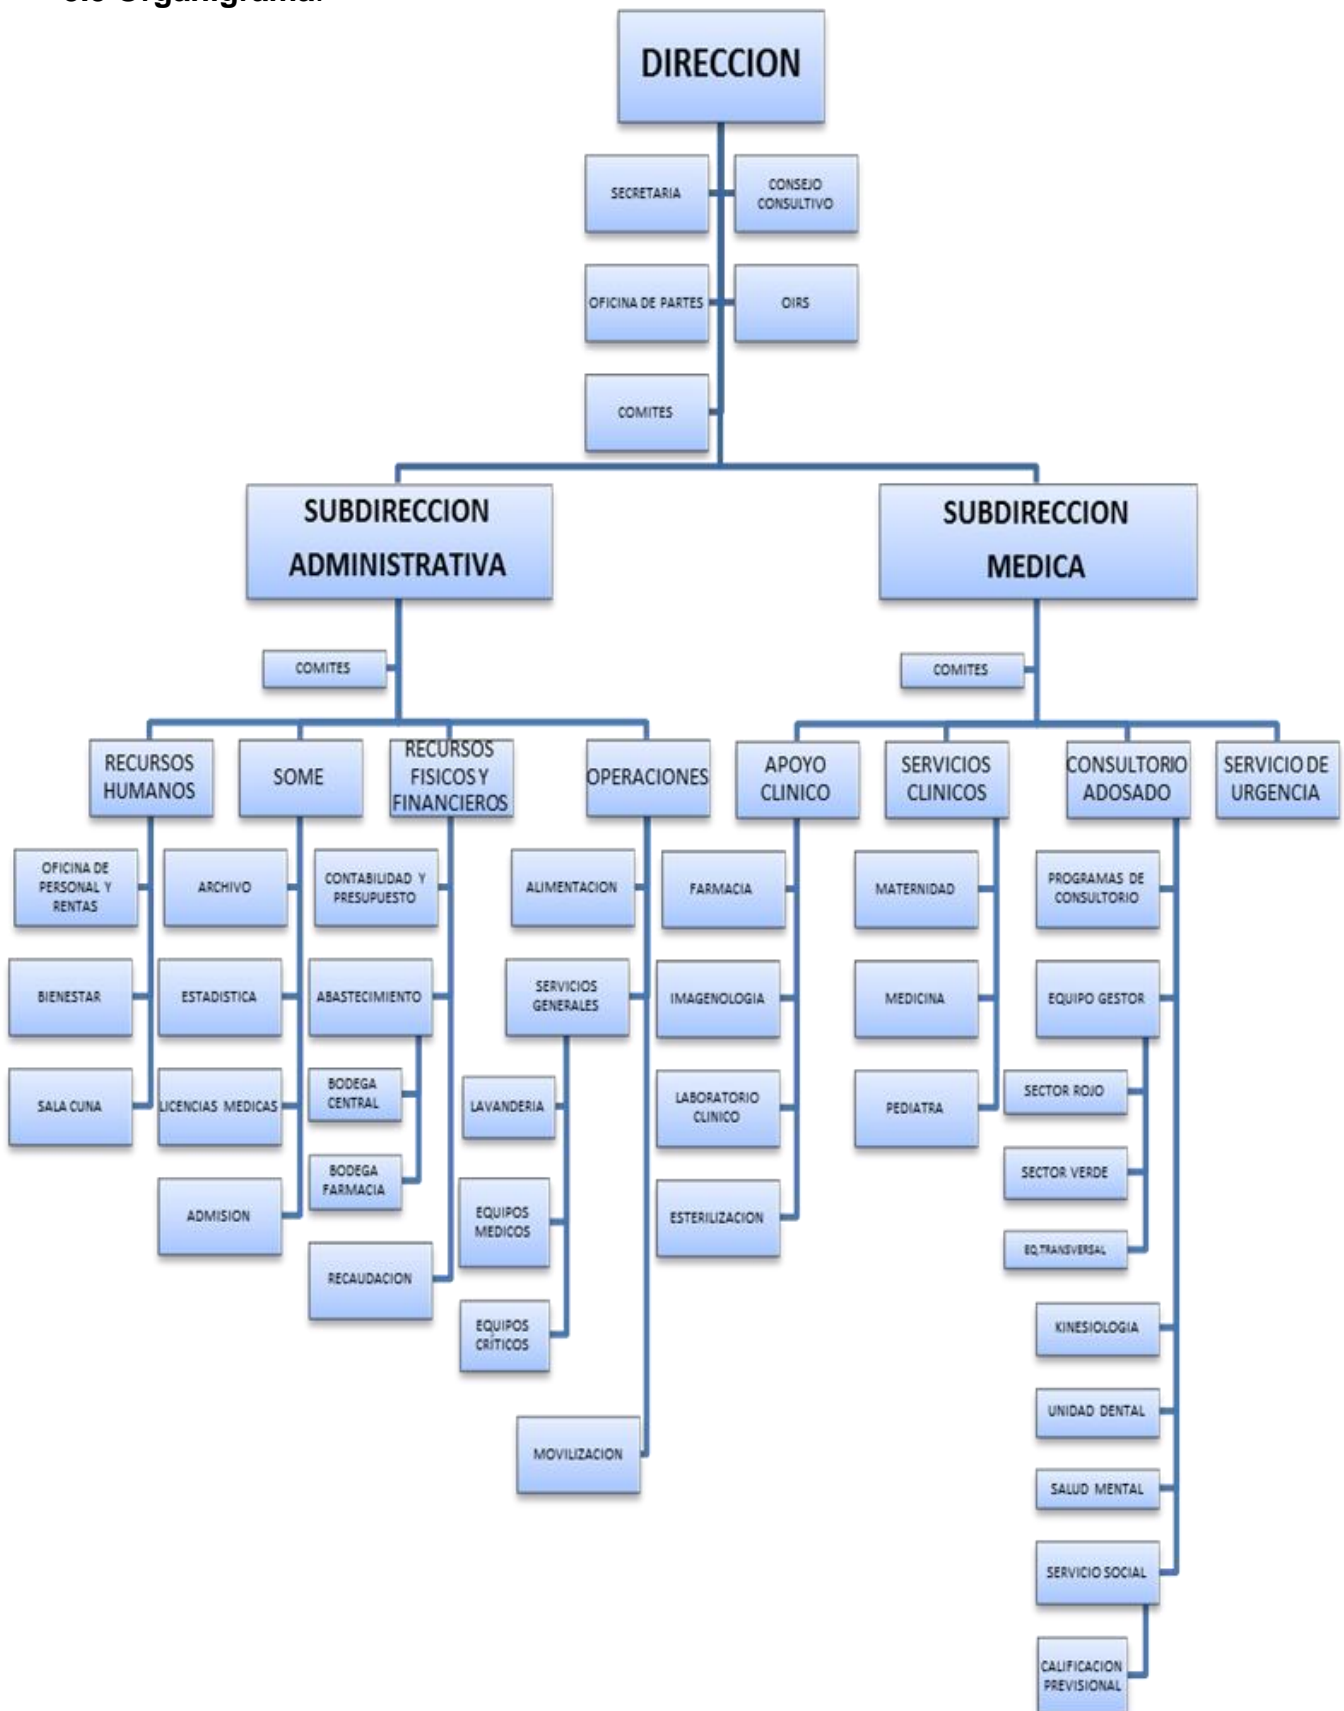 Organigrama.
DIRECCION
SECRETARIA
CONSEJO
CONSULTIVO
OFICINA DE PARTES
OIRS
COMITES
SUBDIRECCION
ADMINISTRATIVA
SUBDIRECCION
MEDICA
COMITES
COMITES
RECURSOS
HUMANOS
SOME
RECURSOS
FISICOS Y
FINANCIEROS
OPERACIONES
APOYO
CLINICO
SERVICIOS
CLINICOS
CONSULTORIO
ADOSADO
SERVICIO DE
URGENCIA
OFICINA DE
PERSONAL Y
RENTAS
BIENESTAR
SALA CUNA
ARCHIVO
ESTADISTICA
LICENCIAS MEDICAS
ADMISION
CONTABILIDAD Y
PRESUPUESTO
ABASTECIMIENTO
BODEGA
CENTRAL
BODEGA
FARMACIA
RECAUDACION
ALIMENTACION
SERVICIOS
GENERALES
LAVANDERIA
EQUIPOS
MEDICOS
EQUIPOS
CRÍTICOS
MOVILIZACION
FARMACIA
IMAGENOLOGIA
LABORATORIO
CLINICO
ESTERILIZACION
MATERNIDAD
MEDICINA
PEDIATRA
PROGRAMAS DE
CONSULTORIO
EQUIPO GESTOR
SECTOR ROJO
SECTOR VERDE
EQ,TRANSVERSAL
KINESIOLOGIA
UNIDAD DENTAL
SALUD MENTAL
SERVICIO SOCIAL
CALIFICACION
PREVISIONAL